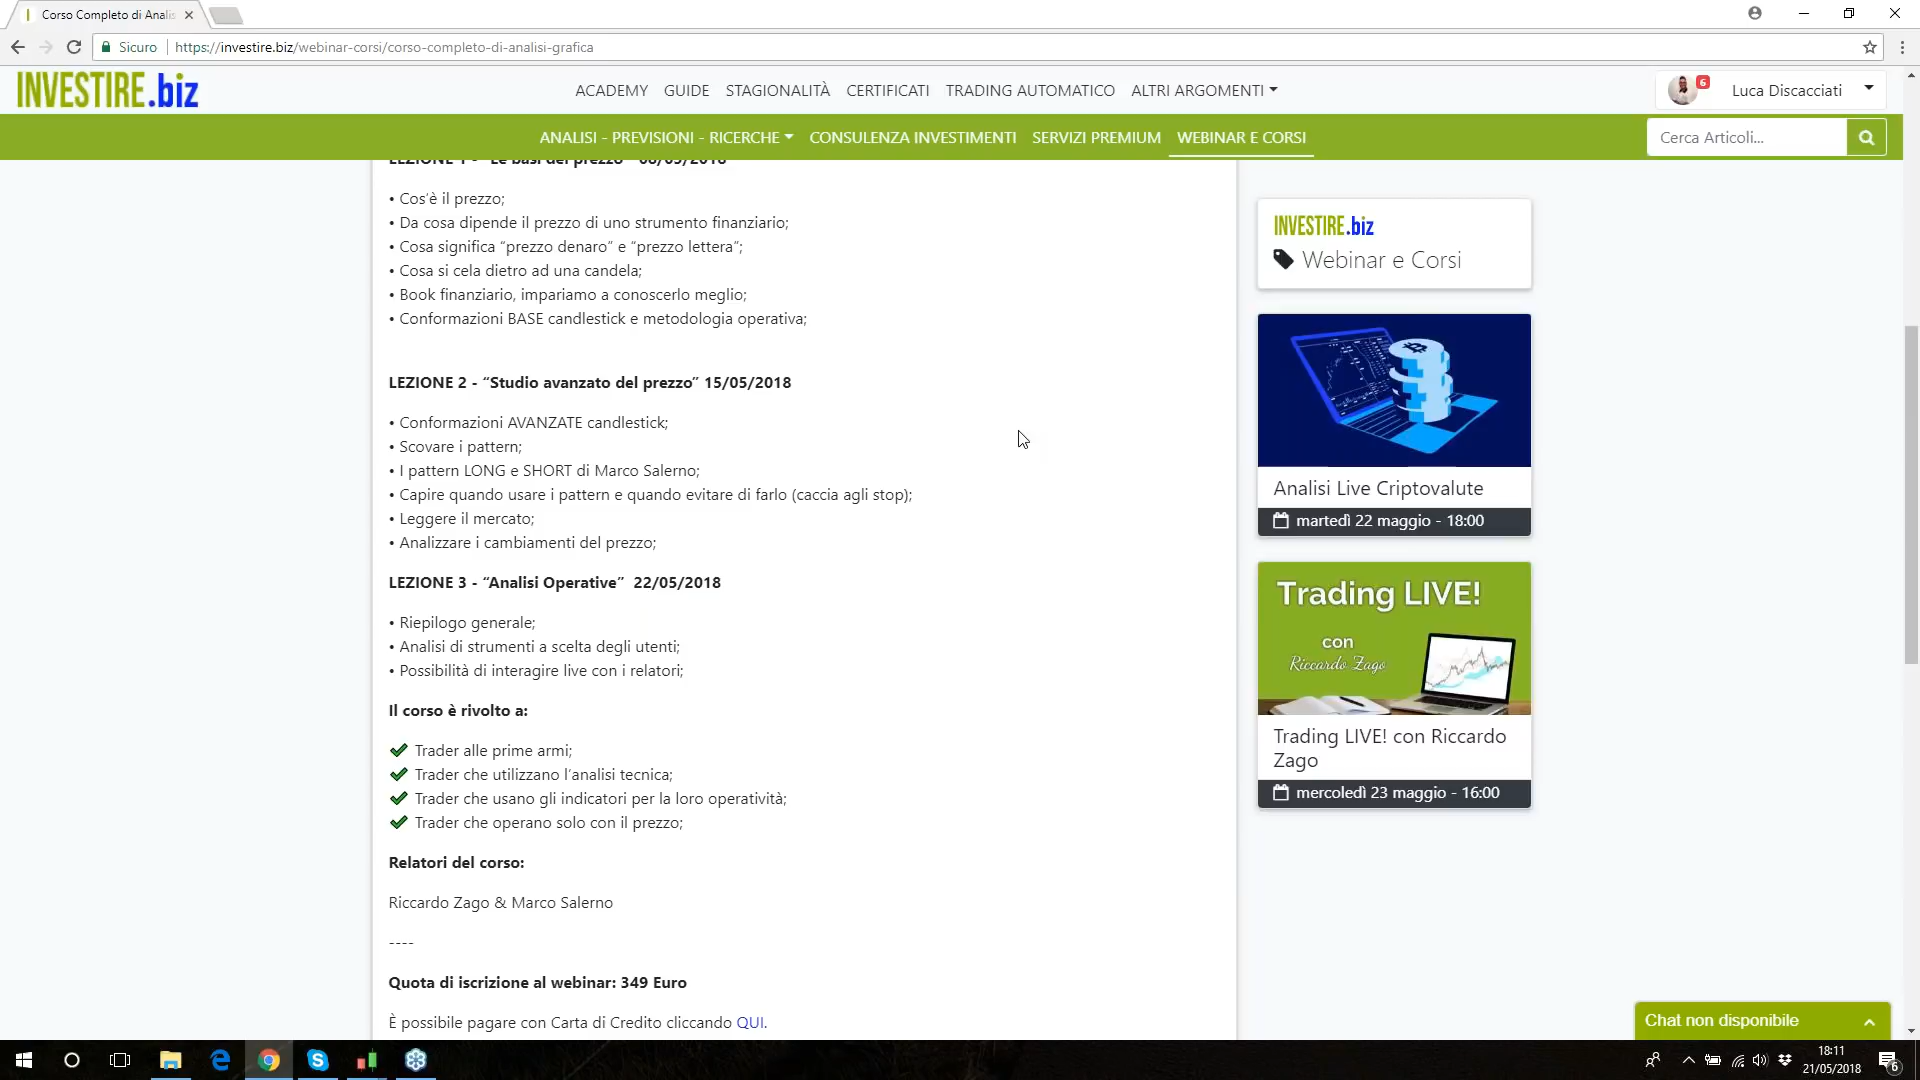 Corso Completo di Analis
Sicuro
https://investire.biz/webinar-corsi/corso-completo-di-analisi-grafica
INVESTIRE.biz
ACADEMY GUIDE STAGIONALITÀ CERTIFICATI TRADING AUTOMATICO ALTRI ARGOMENTI
6
Luca Discacciati
ANALISI - PREVISIONI - RICERCHE CONSULENZA INVESTIMENTI SERVIZI PREMIUM WEBINAR E CORSI
Cerca Articoli...
LEZIONE 1 - “Le basi del prezzo” 08/05/2018
• Cos’è il prezzo;
• Da cosa dipende il prezzo di uno strumento finanziario;
• Cosa significa “prezzo denaro” e “prezzo lettera”;
• Cosa si cela dietro ad una candela;
• Book finanziario, impariamo a conoscerlo meglio;
• Conformazioni BASE candlestick e metodologia operativa;
LEZIONE 2 - “Studio avanzato del prezzo” 15/05/2018
• Conformazioni AVANZATE candlestick;
• Scovare i pattern;
• I pattern LONG e SHORT di Marco Salerno;
• Capire quando usare i pattern e quando evitare di farlo (caccia agli stop);
• Leggere il mercato;
• Analizzare i cambiamenti del prezzo;
LEZIONE 3 - “Analisi Operative” 22/05/2018
• Riepilogo generale;
• Analisi di strumenti a scelta degli utenti;
• Possibilità di interagire live con i relatori;
Il corso è rivolto a:
Trader alle prime armi;
Trader che utilizzano l’analisi tecnica;
Trader che usano gli indicatori per la loro operatività;
Trader che operano solo con il prezzo;
Relatori del corso:
Riccardo Zago & Marco Salerno
----
Quota di iscrizione al webinar: 349 Euro
È possibile pagare con Carta di Credito cliccando QUI.
INVESTIRE.biz
Webinar e Corsi
Analisi Live Criptovalute
martedì 22 maggio - 18:00
Trading LIVE!
con
Riccardo Zago
Trading LIVE! con Riccardo
Zago
mercoledì 23 maggio - 16:00
Chat non disponibile
18:11
21/05/2018
6